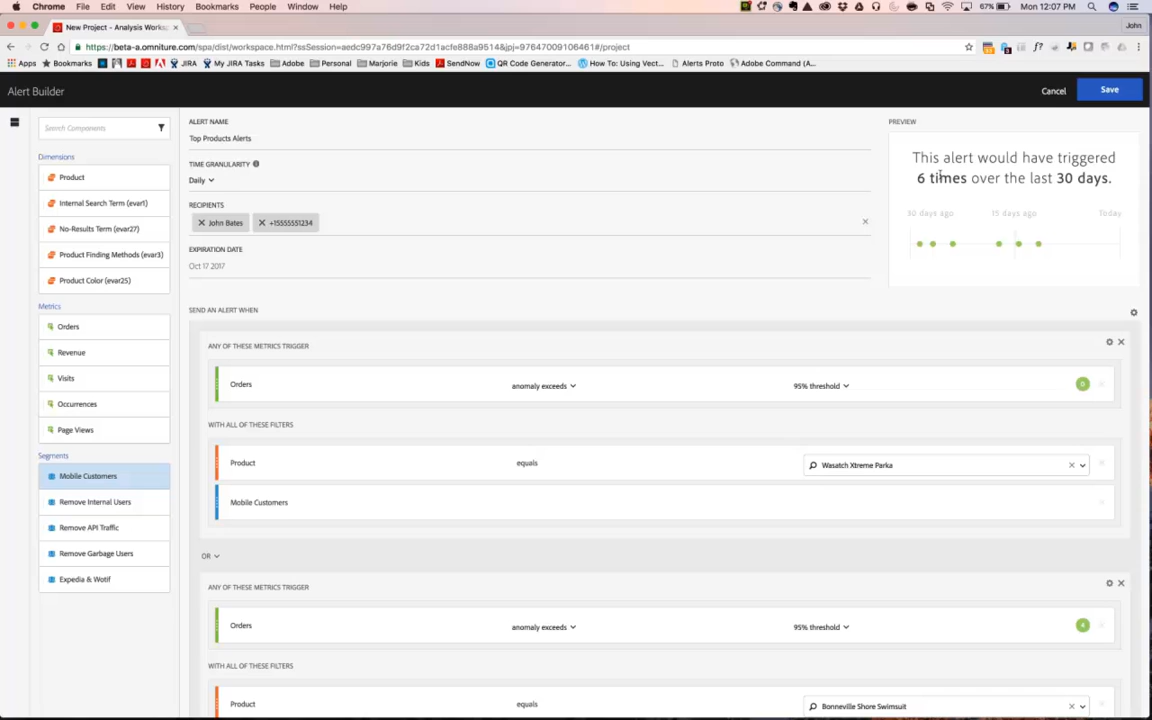 Chrome File Edit View History Bookmarks People Window Help 67% Mon 12:07 PM
New Project - Analysis Works John
https://beta-a.omniture.com/spa/dist/workspace.html?ssSession=aedc997a76d9f2ca72d1acfe888a9514&jpj=976470091064​61#/project
Apps Bookmarks JIRA My JIRA Tasks Adobe Personal Marjorie Kids SendNow QR Code Generator... How To: Using Vect... Alerts Proto Adobe Command (A...
Alert Builder Cancel Save
Search Components
Dimensions
Product
Internal Search Term (evar1)
No-Results Term (evar27)
Product Finding Methods (evar3)
Product Color (evar25)
Metrics
Orders
Revenue
Visits
Occurrences
Page Views
Segments
Mobile Customers
Remove Internal Users
Remove API Traffic
Remove Garbage Users
Expedia & Wotif
ALERT NAME
Top Products Alerts
TIME GRANULARITY
Daily
RECIPIENTS
John Bates +15555551234
EXPIRATION DATE
Oct 17 2017
PREVIEW
This alert would have triggered
6 times over the last 30 days.
30 days ago 15 days ago Today
SEND AN ALERT WHEN
ANY OF THESE METRICS TRIGGER
Orders anomaly exceeds 95% threshold 0
WITH ALL OF THESE FILTERS
Product equals Wasatch Xtreme Parka
Mobile Customers
OR
ANY OF THESE METRICS TRIGGER
Orders anomaly exceeds 95% threshold 4
WITH ALL OF THESE FILTERS
Product equals Bonneville Shore Swimsuit